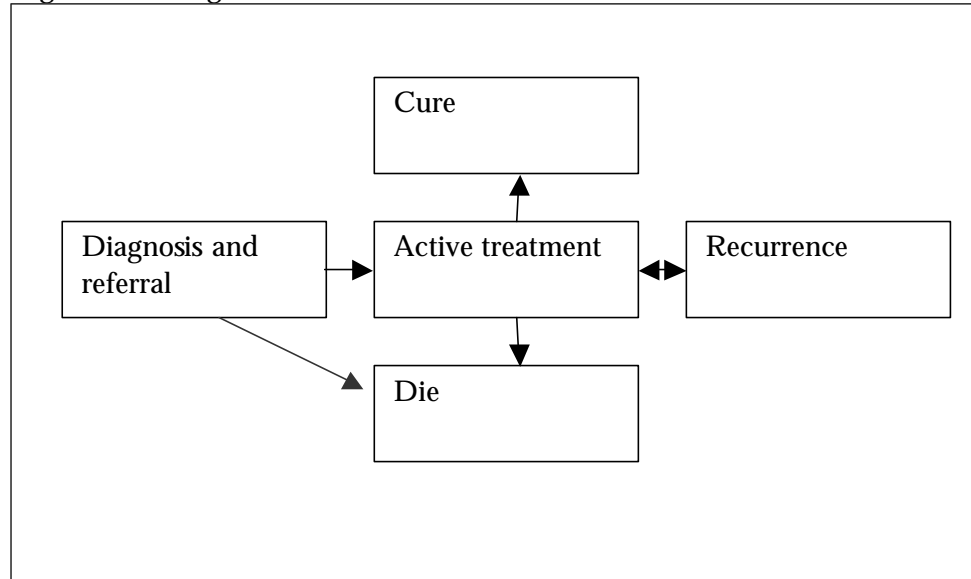 Cure
Diagnosis and
referral
Active treatment
Recurrence
Die